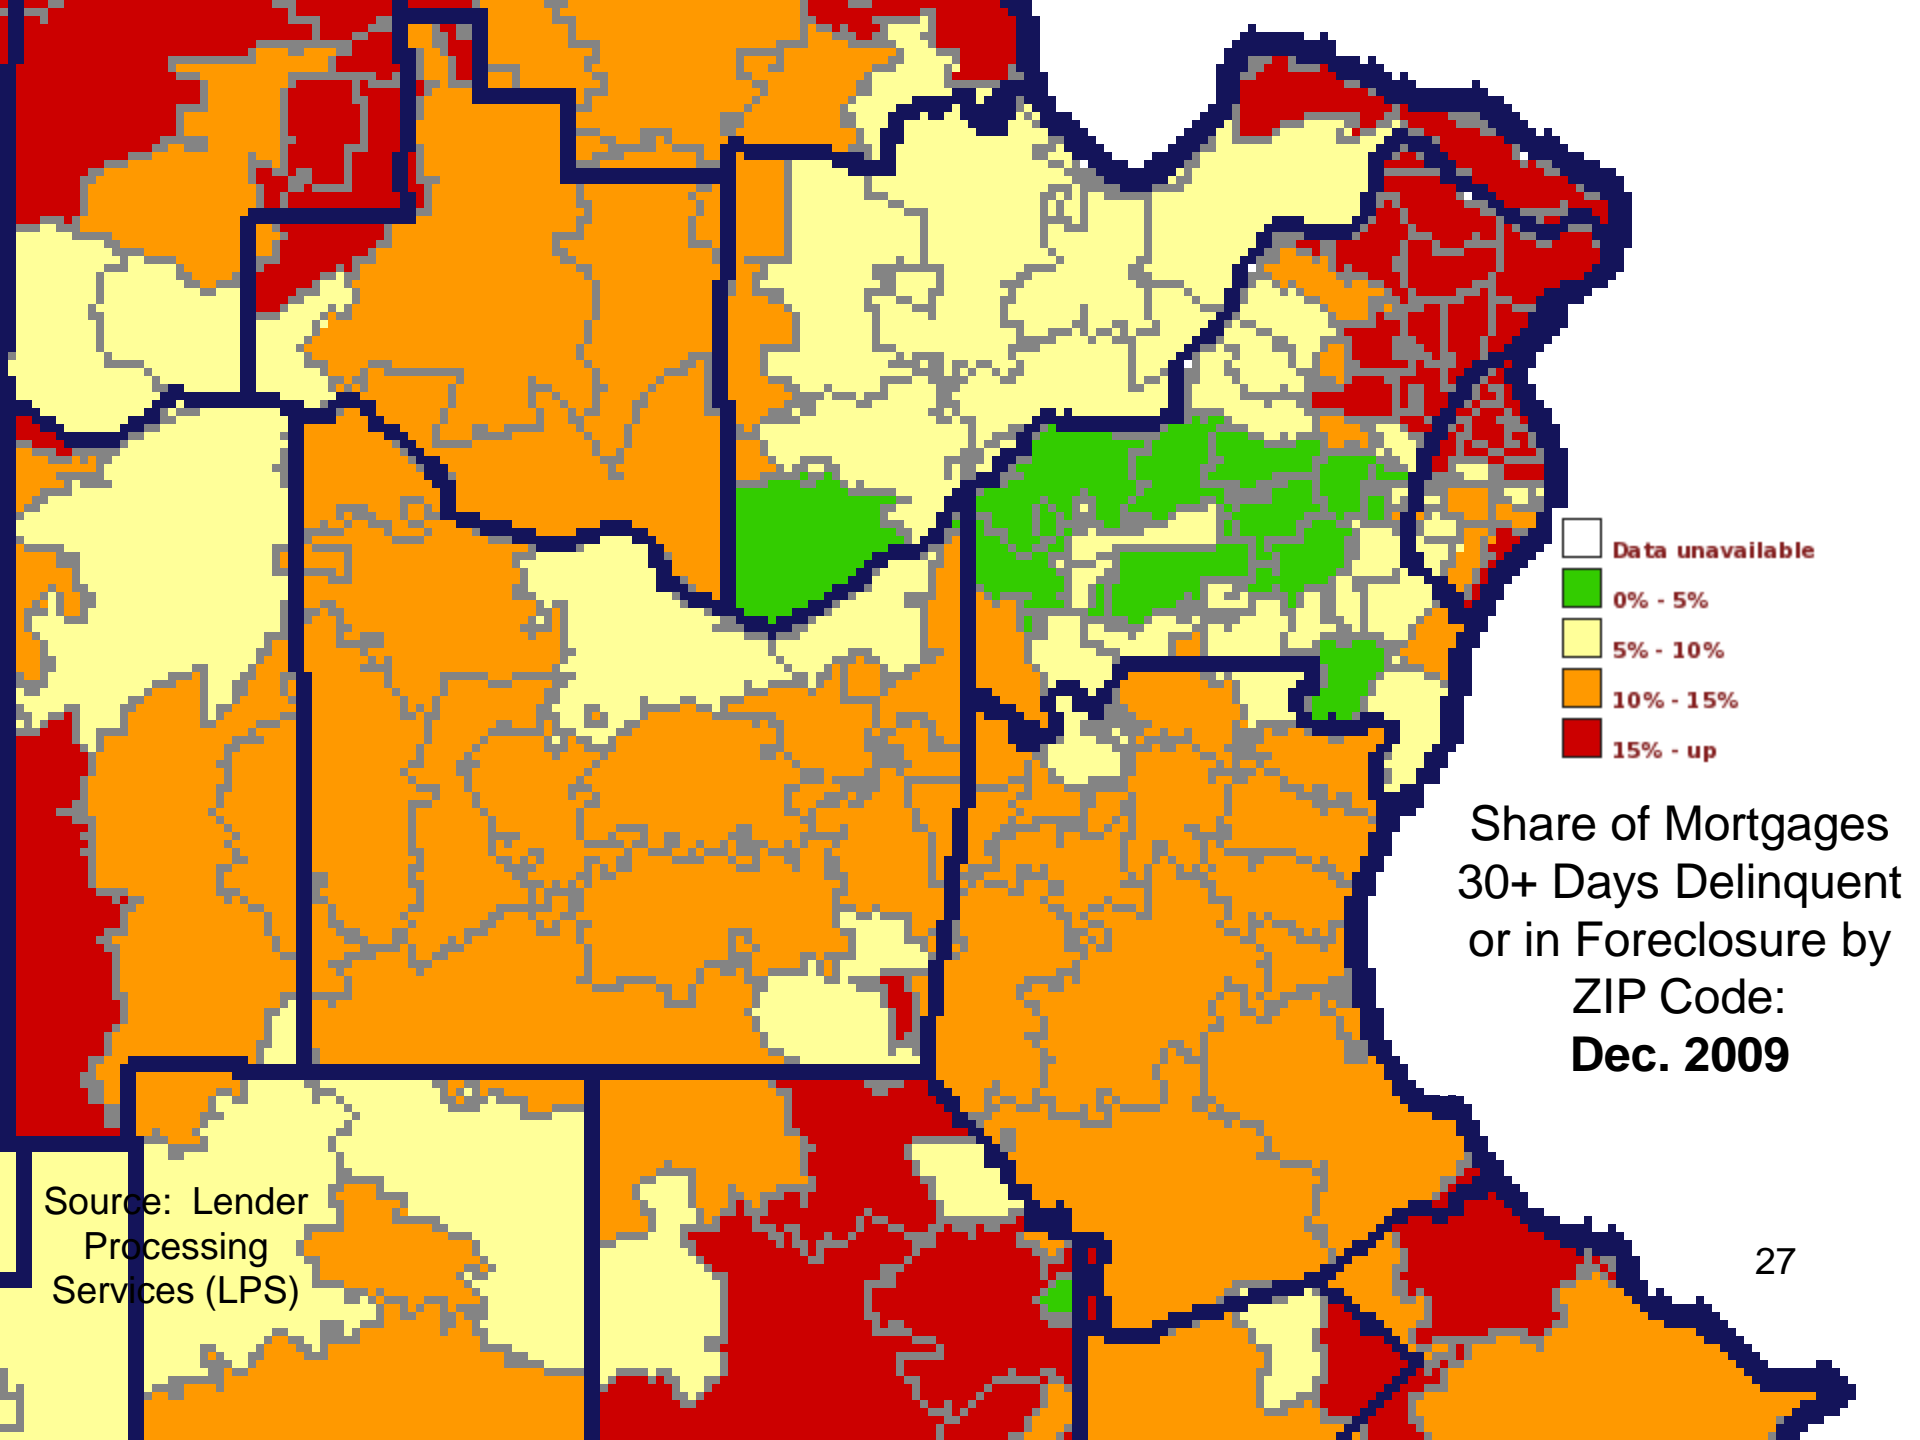 Data unavailable
0% - 5%
5% - 10%
10% - 15%
15% - up
Share of Mortgages
30+ Days Delinquent
or in Foreclosure by
ZIP Code:
Dec. 2009
Source:  Lender
Processing
Services (LPS)
27